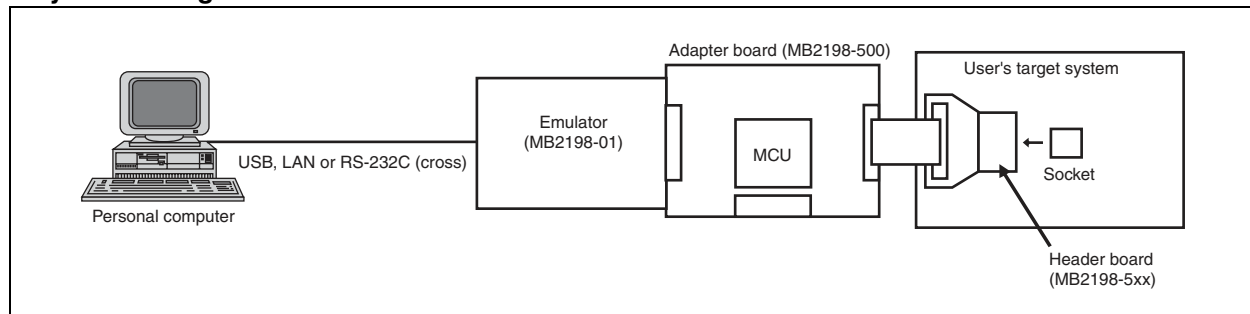 Adapter board (MB2198-500)
User's target system
Emulator
(MB2198-01)
MCU
USB, LAN or RS-232C (cross)
Socket
Personal computer
Header board
(MB2198-5xx)